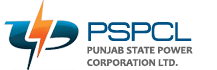 PSPCL
PUNJAB STATE POWER
CORPORATION LTD.